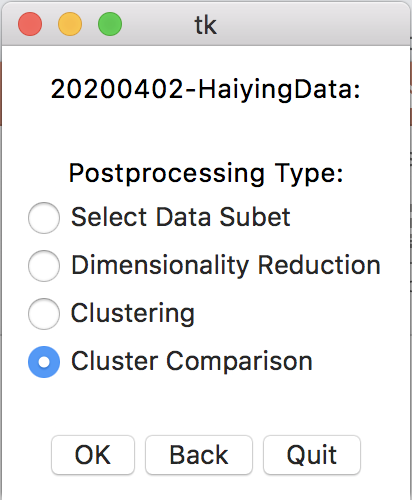 tk
20200402-HaiyingData:
Postprocessing Type:
Select Data Subet
Dimensionality Reduction
Clustering
Cluster Comparison
OK Back Quit